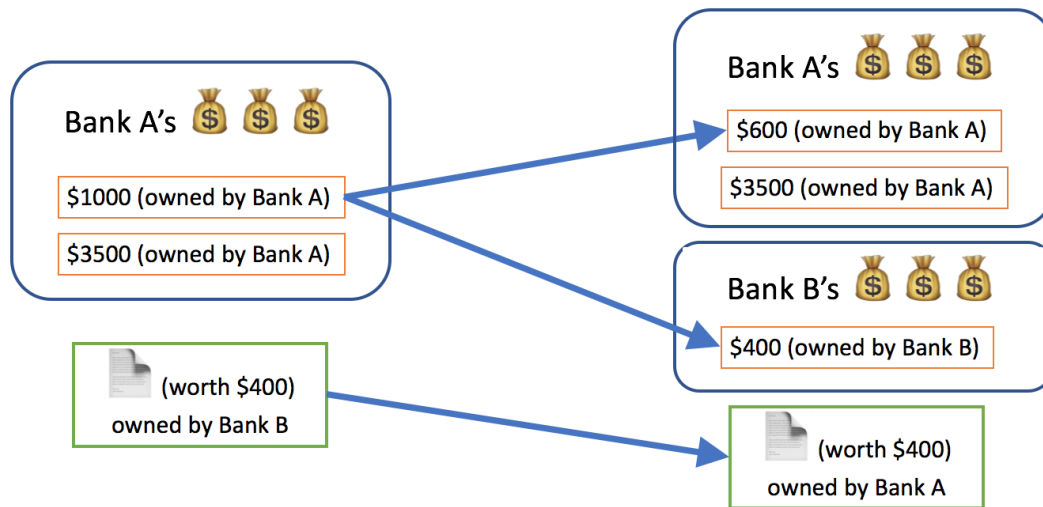 Bank A's
$1000 (owned by Bank A)
$3500 (owned by Bank A)
(worth $400)
owned by Bank B
Bank A's
$600 (owned by Bank A)
$3500 (owned by Bank A)
Bank B's
$400 (owned by Bank B)
(worth $400)
owned by Bank A